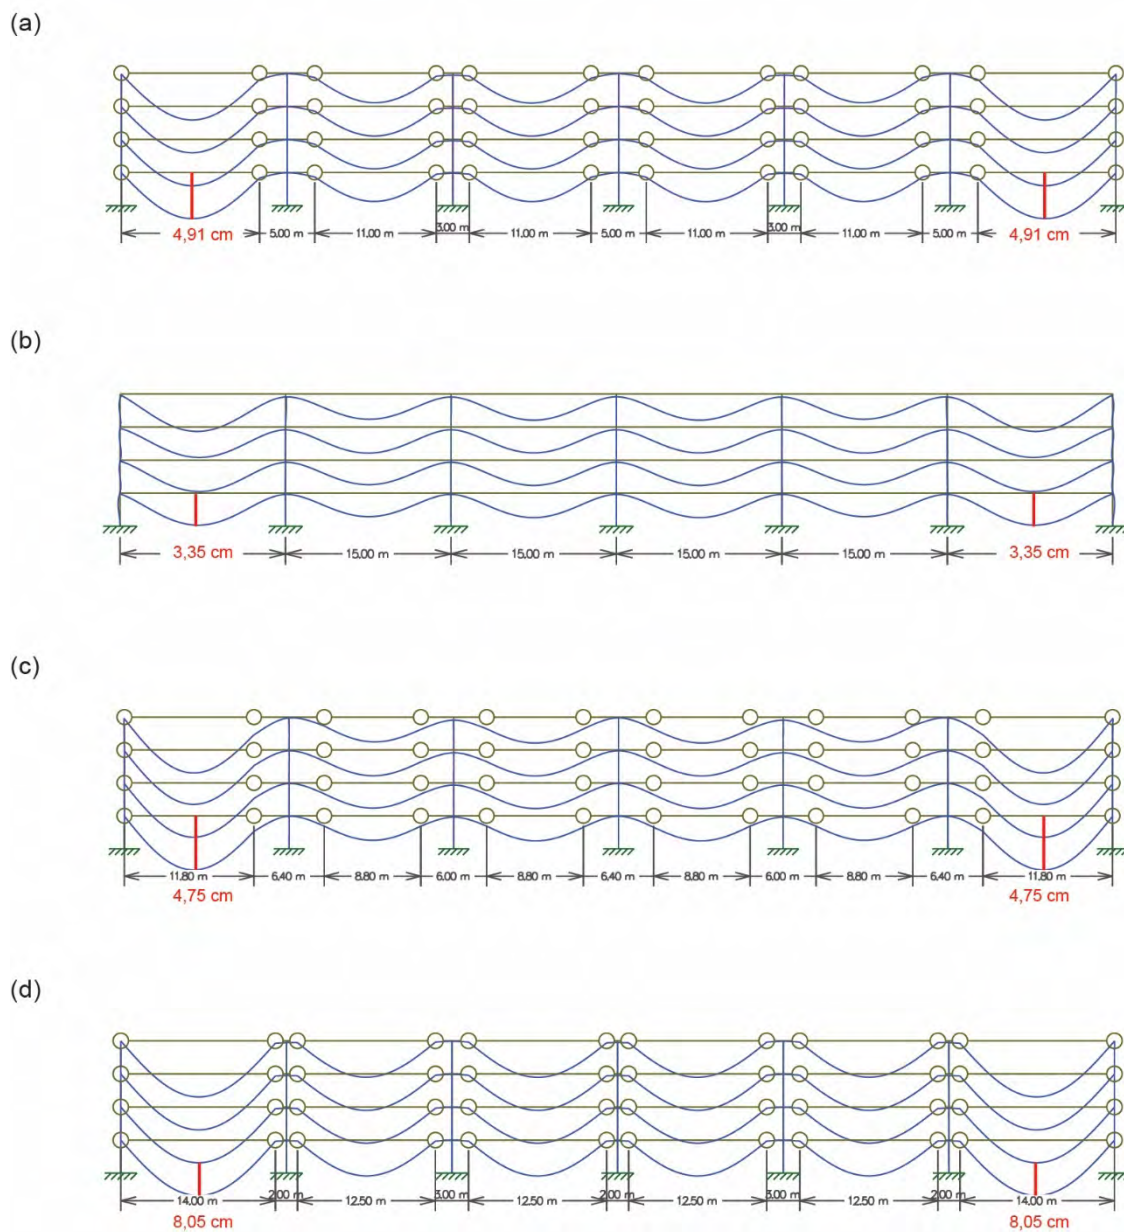 (a)
3.00 m 3.00 m
4,91 cm 5.00 m 11.00 m 11.00 m 5.00 m 11.00 m 11.00 m 5.00 m 4,91 cm
(b)
3,35 cm 15.00 m 15.00 m 15.00 m 15.00 m 3,35 cm
(c)
11.80 m 6.40 m 8.80 m 6.00 m 8.80 m 6.40 m 8.80 m 6.00 m 8.80 m 6.40 m 11.80 m
4,75 cm 4,75 cm
(d)
2.00 m 3.00 m 2.00 m 3.00 m 2.00 m
14.00 m 12.50 m 12.50 m 12.50 m 12.50 m 14.00 m
8,05 cm 8,05 cm